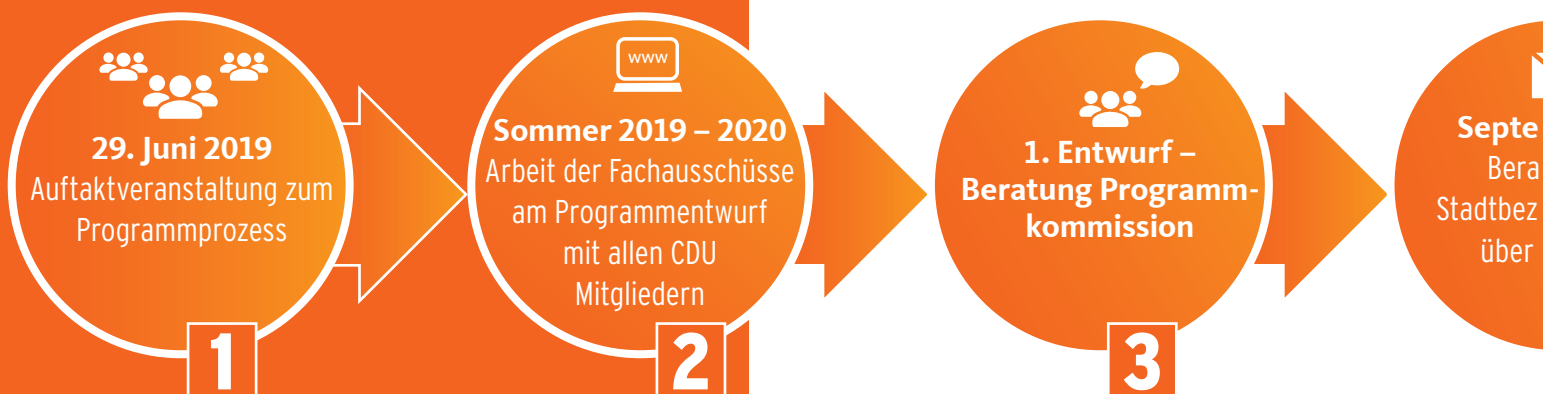 29. Juni 2019
Auftaktveranstaltung zum
Programmprozess
1
www
Sommer 2019 – 2020
Arbeit der Fachausschüsse
am Programmentwurf
mit allen CDU
Mitgliedern
2
1. Entwurf –
Beratung Programm-
kommission
3
über